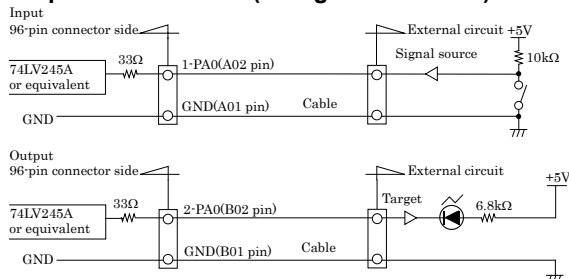 Input
96-pin connector side
External circuit
+5V
Signal source
10kΩ
33Ω
1-PA0(A02 pin)
74LV245A
or equivalent
GND(A01 pin)
Cable
GND
Output
96-pin connector side
External circuit
+5V
Target
6.8kΩ
33Ω
2-PA0(B02 pin)
74LV245A
or equivalent
GND(B01 pin)
Cable
GND